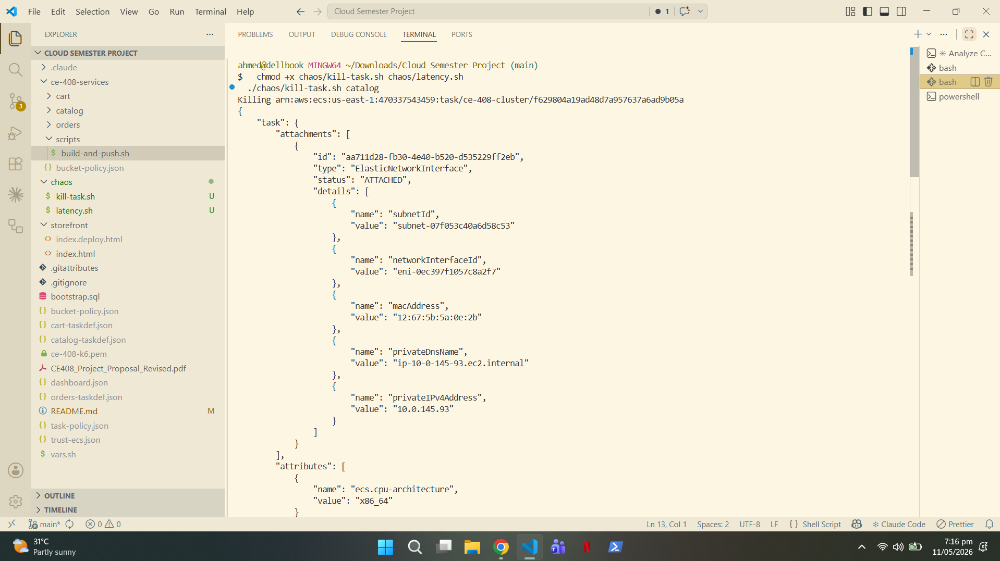 File Edit Selection View Go Run Terminal Help
Cloud Semester Project
1
EXPLORER
CLOUD SEMESTER PROJECT
.claude
ce-408-services
cart
catalog
orders
scripts
$ build-and-push.sh
{} bucket-policy.json
chaos
$ kill-task.sh U
$ latency.sh U
storefront
<> index.deploy.html
<> index.html
.gitattributes
.gitignore
bootstrap.sql
{} bucket-policy.json
{} cart-taskdef.json
{} catalog-taskdef.json
ce-408-k6.pem
CE408_Project_Proposal_Revised.pdf
{} dashboard.json
{} orders-taskdef.json
README.md M
{} task-policy.json
{} trust-ecs.json
$ vars.sh
OUTLINE
TIMELINE
3
PROBLEMS OUTPUT DEBUG CONSOLE TERMINAL PORTS
ahmed@dellbook MINGW64 ~/Downloads/Cloud Semester Project (main)
$ chmod +x chaos/kill-task.sh chaos/latency.sh
./chaos/kill-task.sh catalog
Killing arn:aws:ecs:us-east-1:470337543459:task/ce-408-cluster/f629804a19ad48d7a957637a6ad9b05a
{
"task": {
"attachments": [
{
"id": "aa711d28-fb30-4e40-b520-d535229ff2eb",
"type": "ElasticNetworkInterface",
"status": "ATTACHED",
"details": [
{
"name": "subnetId",
"value": "subnet-07f053c40a6d58c53"
},
{
"name": "networkInterfaceId",
"value": "eni-0ec397f1057c8a2f7"
},
{
"name": "macAddress",
"value": "12:67:5b:5a:0e:2b"
},
{
"name": "privateDnsName",
"value": "ip-10-0-145-93.ec2.internal"
},
{
"name": "privateIPv4Address",
"value": "10.0.145.93"
}
]
}
],
"attributes": [
{
"name": "ecs.cpu-architecture",
"value": "x86_64"
}
Analyze C...
bash
bash
powershell
main* 0 0
Ln 13, Col 1 Spaces: 2 UTF-8 LF {} Shell Script Claude Code Prettier
31°C
Partly sunny
7:16 pm
11/05/2026